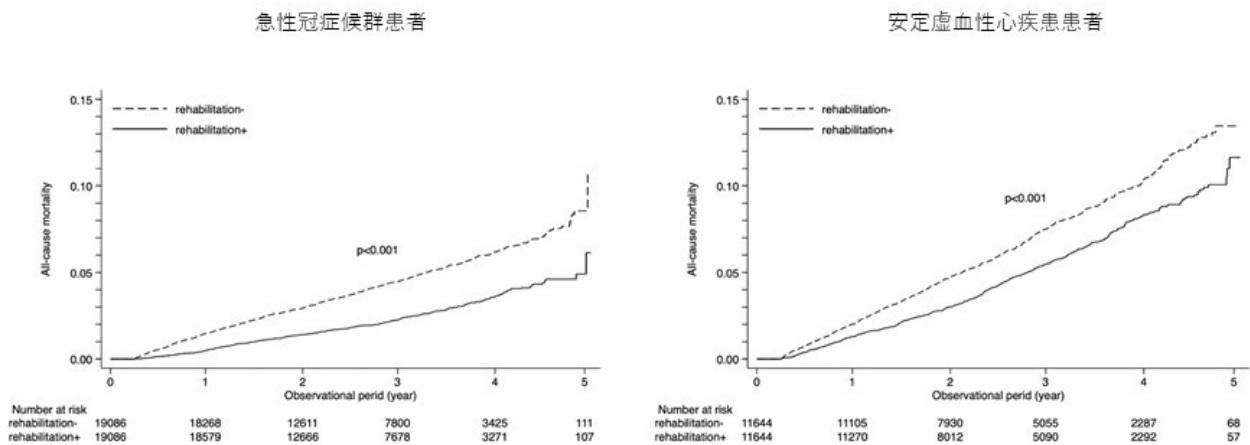 急性冠症候群患者
0.15
0.10
0.05
0.00
All-cause mortality
rehabilitation-
rehabilitation+
p<0.001
0 1 2 3 4 5
Observational perid (year)
Number at risk
rehabilitation- 19086 18268 12611 7800 3425 111
rehabilitation+ 19086 18579 12666 7678 3271 107
安定虚血性心疾患患者
0.15
0.10
0.05
0.00
All-cause mortality
rehabilitation-
rehabilitation+
p<0.001
0 1 2 3 4 5
Observational perid (year)
Number at risk
rehabilitation- 11644 11105 7930 5055 2287 68
rehabilitation+ 11644 11270 8012 5090 2292 57